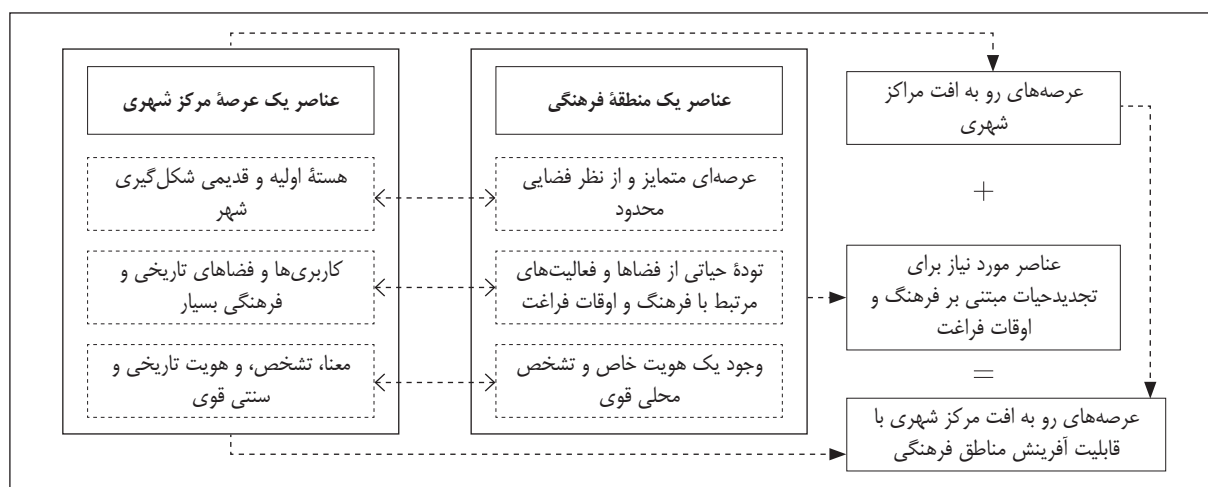 عناصر یک عرصهٔ مرکز شهری
هستهٔ اولیه و قدیمی شکل‌گیری
شهر
کاربری‌ها و فضاهای تاریخی و
فرهنگی بسیار
معنا، تشخص، و هویت تاریخی و
سنتی قوی
عناصر یک منطقهٔ فرهنگی
عرصه‌ای متمایز و از نظر فضایی
محدود
تودهٔ حیاتی از فضاها و فعالیت‌های
مرتبط با فرهنگ و اوقات فراغت
وجود یک هویت خاص و تشخص
محلی قوی
عرصه‌های رو به افت مراکز
شهری
+
عناصر مورد نیاز برای
تجدیدحیات مبتنی بر فرهنگ و
اوقات فراغت
=
عرصه‌های رو به افت مرکز شهری با
قابلیت آفرینش مناطق فرهنگی